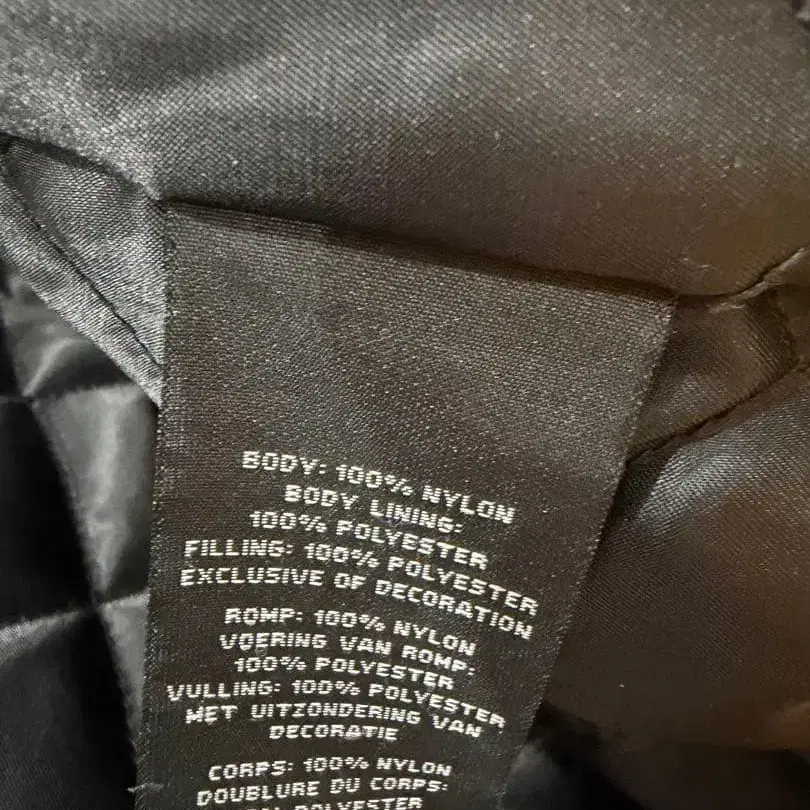 BODY: 100% NYLON
BODY LINING:
100% POLYESTER
FILLING: 100% POLYESTER
EXCLUSIVE OF DECORATION
ROMP: 100% NYLON
VOERING VAN ROMP:
100% POLYESTER
VULLING: 100% POLYESTER
MET UITZONDERING VAN
DECORATIE
CORPS: 100% NYLON
DOUBLURE DU CORPS:
POLYESTER